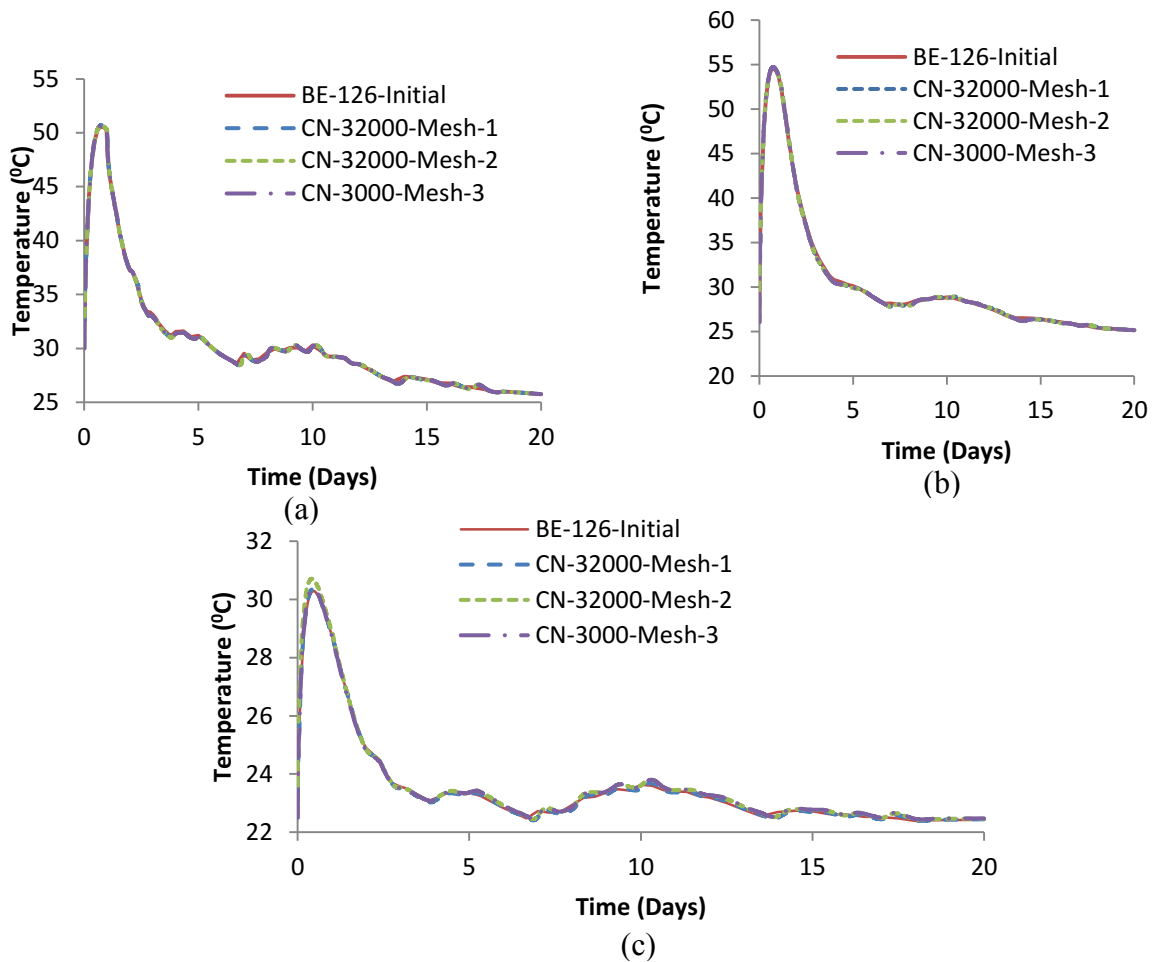 55
50
45
40
35
30
25
Temperature (⁰C)
0
5
10
15
20
Time (Days)
BE-126-Initial
CN-32000-Mesh-1
CN-32000-Mesh-2
CN-3000-Mesh-3
(a)
60
55
50
45
40
35
30
25
20
Temperature (⁰C)
0
5
10
15
20
Time (Days)
BE-126-Initial
CN-32000-Mesh-1
CN-32000-Mesh-2
CN-3000-Mesh-3
(b)
32
30
28
26
24
22
Temperature (⁰C)
0
5
10
15
20
Time (Days)
BE-126-Initial
CN-32000-Mesh-1
CN-32000-Mesh-2
CN-3000-Mesh-3
(c)